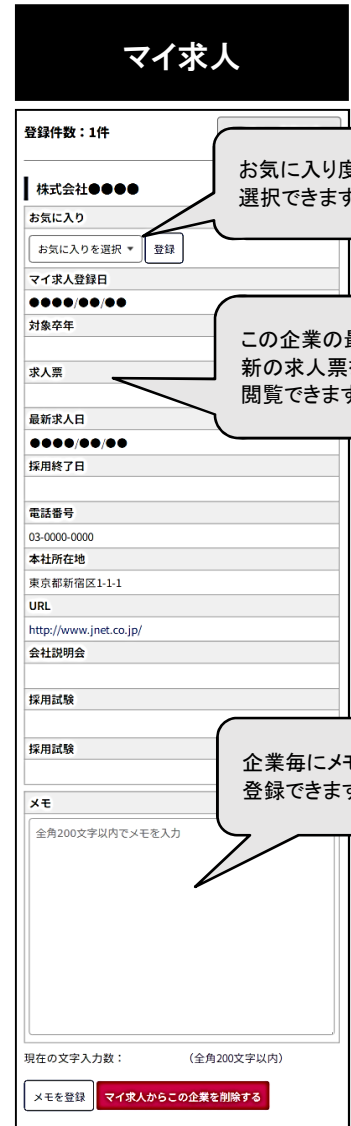 マイ求人
登録件数：1件
お気に入り度
選択できます
株式会社●●●●
お気に入り
お気に入りを選択 ▼ 登録
マイ求人登録日
●●●●/●●/●●
対象卒年
この企業の最
新の求人票
閲覧できます
求人票
最新求人日
●●●●/●●/●●
採用終了日
電話番号
03-0000-0000
本社所在地
東京都新宿区1-1-1
URL
http://www.jnet.co.jp/
会社説明会
採用試験
採用試験
企業毎にメモ
登録できます
メモ
全角200文字以内でメモを入力
現在の文字入力数： （全角200文字以内）
メモを登録 マイ求人からこの企業を削除する